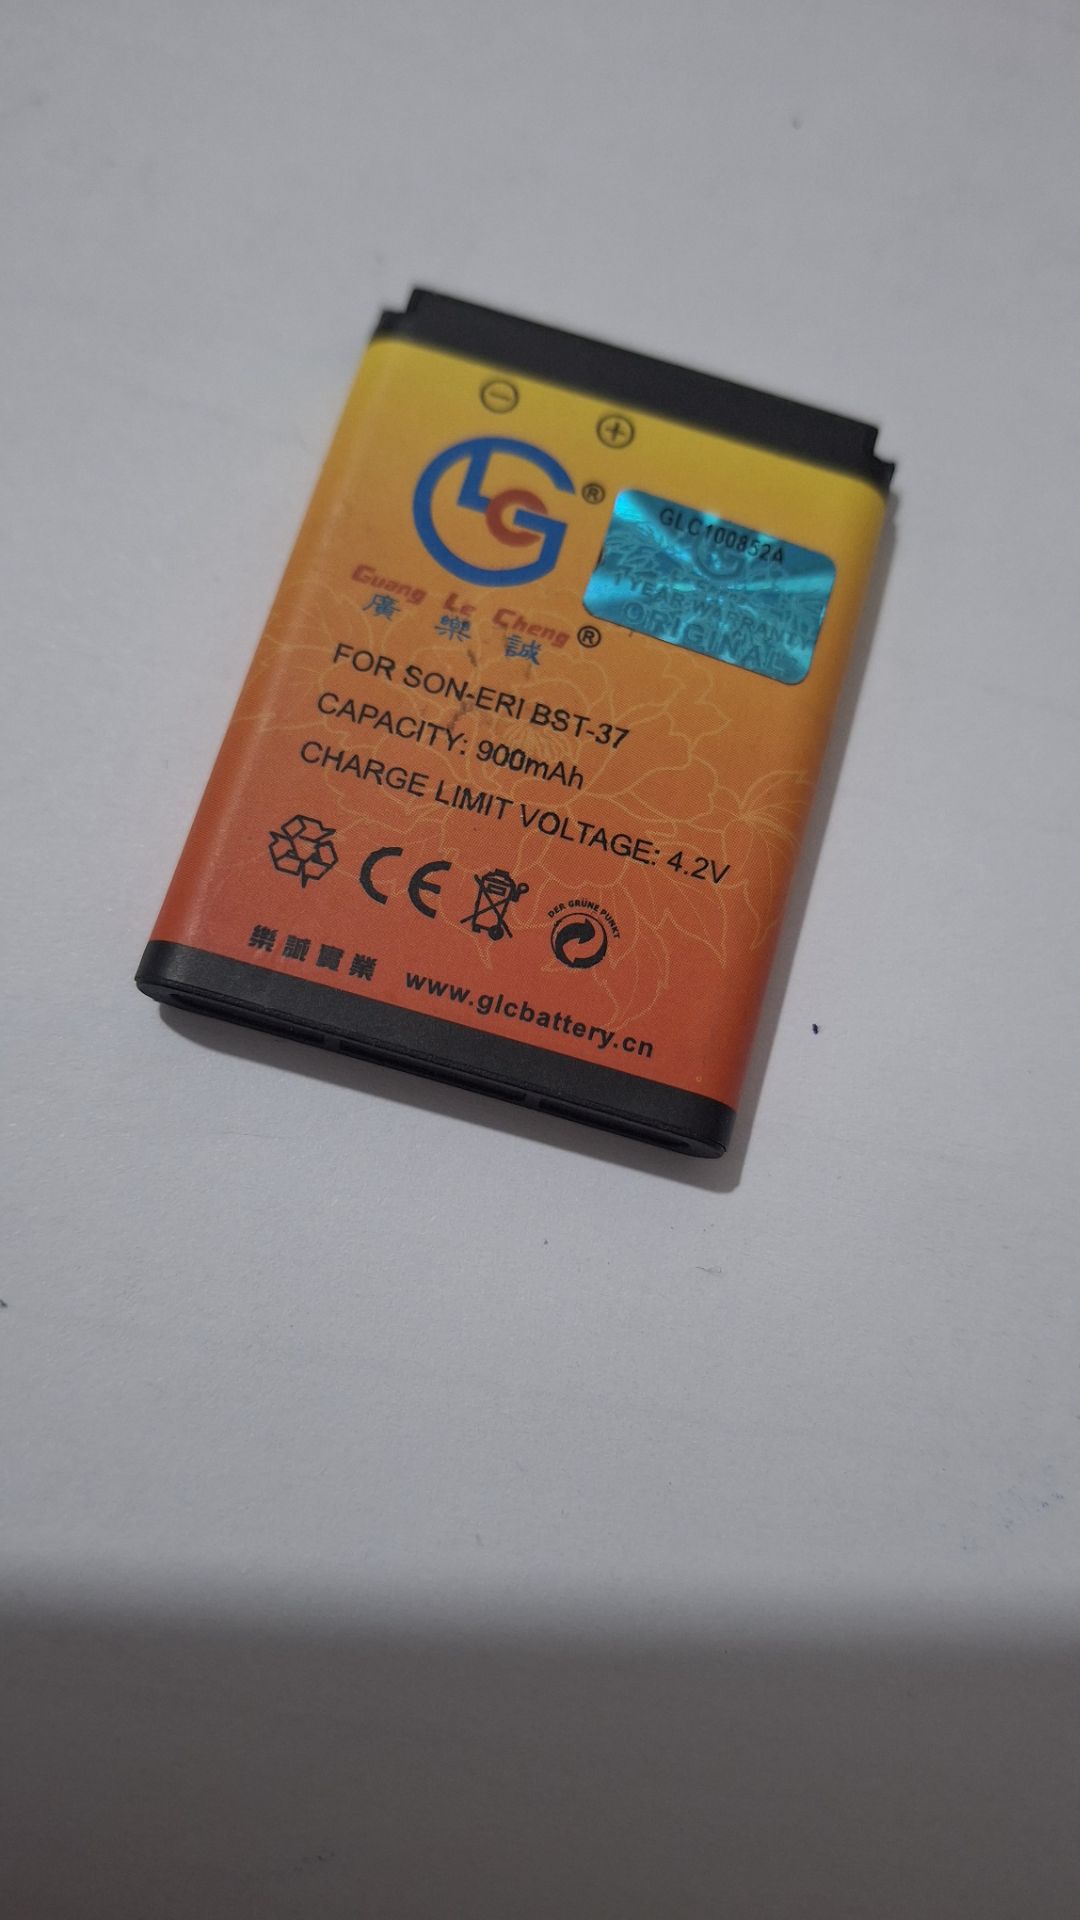 GLC®
GLC100852A
1 YEAR WARRANTY
ORIGINAL
Guang Le Cheng®
廣樂誠
FOR SON-ERI BST-37
CAPACITY: 900mAh
CHARGE LIMIT VOLTAGE: 4.2V
CE
DER GRÜNE PUNKT
樂誠實業 www.glcbattery.cn